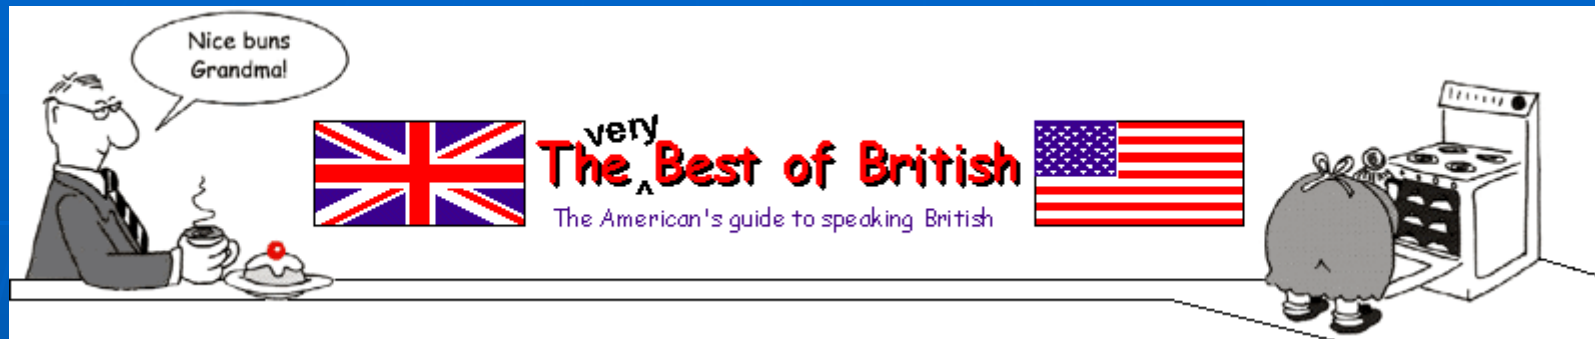 Nice buns
Grandma!
very
The ^ Best of British
The American's guide to speaking British